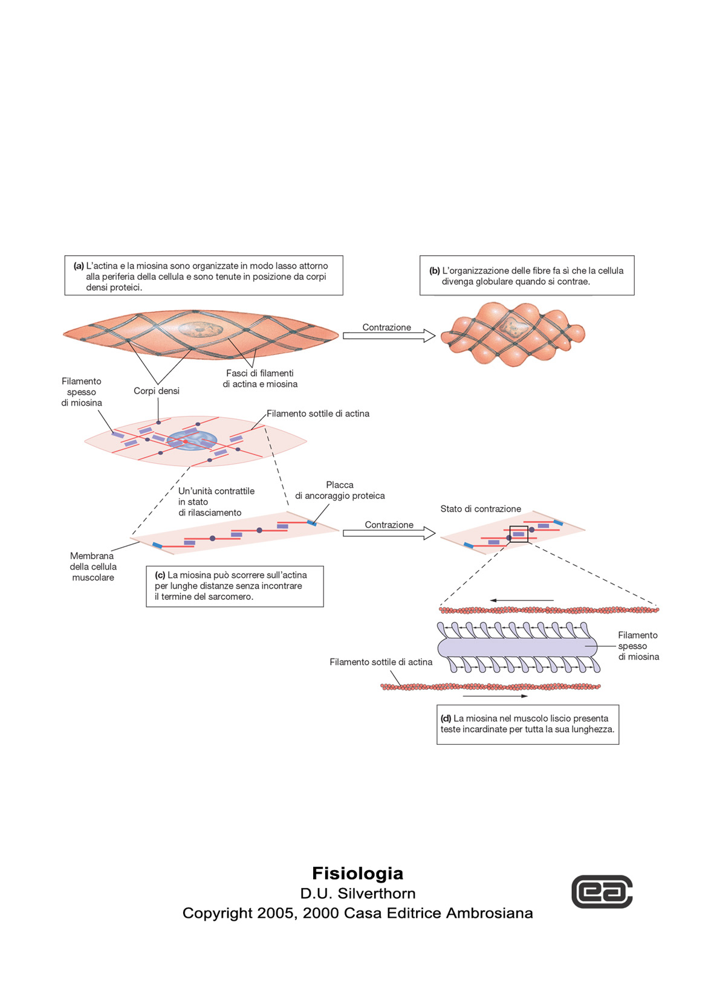 (a) L'actina e la miosina sono organizzate in modo lasso attorno
alla periferia della cellula e sono tenute in posizione da corpi
densi proteici.
(b) L'organizzazione delle fibre fa sì che la cellula
divenga globulare quando si contrae.
Contrazione
Fasci di filamenti
di actina e miosina
Filamento
spesso
di miosina
Corpi densi
Filamento sottile di actina
Un'unità contrattile
in stato
di rilasciamento
Placca
di ancoraggio proteica
Stato di contrazione
Contrazione
Membrana
della cellula
muscolare
(c) La miosina può scorrere sull'actina
per lunghe distanze senza incontrare
il termine del sarcomero.
Filamento
spesso
di miosina
Filamento sottile di actina
(d) La miosina nel muscolo liscio presenta
teste incardinate per tutta la sua lunghezza.
Fisiologia
D.U. Silverthorn
Copyright 2005, 2000 Casa Editrice Ambrosiana
cea